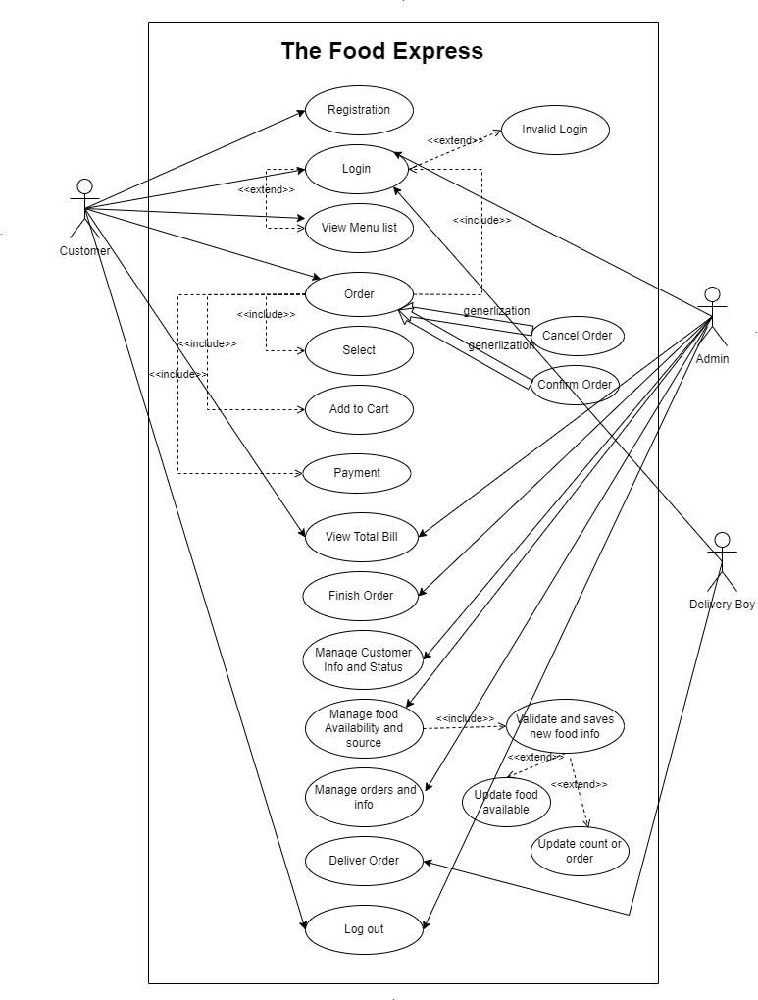 The Food Express
Registration
Invalid Login
<<extend>>
Login
<<extend>>
<<include>>
View Menu list
Customer
Order
<<include>>
generlization
Cancel Order
<<include>>
generlization
Select
Admin
<<include>>
Confirm Order
Add to Cart
Payment
View Total Bill
Finish Order
Delivery Boy
Manage Customer
Info and Status
Manage food
Availability and
source
<<include>>
Validate and saves
new food info
<<extend>>
<<extend>>
Manage orders and
info
Update food
available
Update count or
order
Deliver Order
Log out